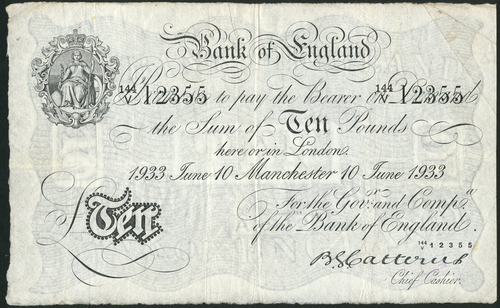 Bank of England
144/V 12355 I Promise to pay the Bearer on Demand 144/V 12355
the Sum of Ten Pounds
here or in London.
1933 June 10 Manchester 10 June 1933
For the Govr. and Compa.
of the Bank of England.
£Ten
144/V 12355
B.G. Catterns
Chief Cashier.